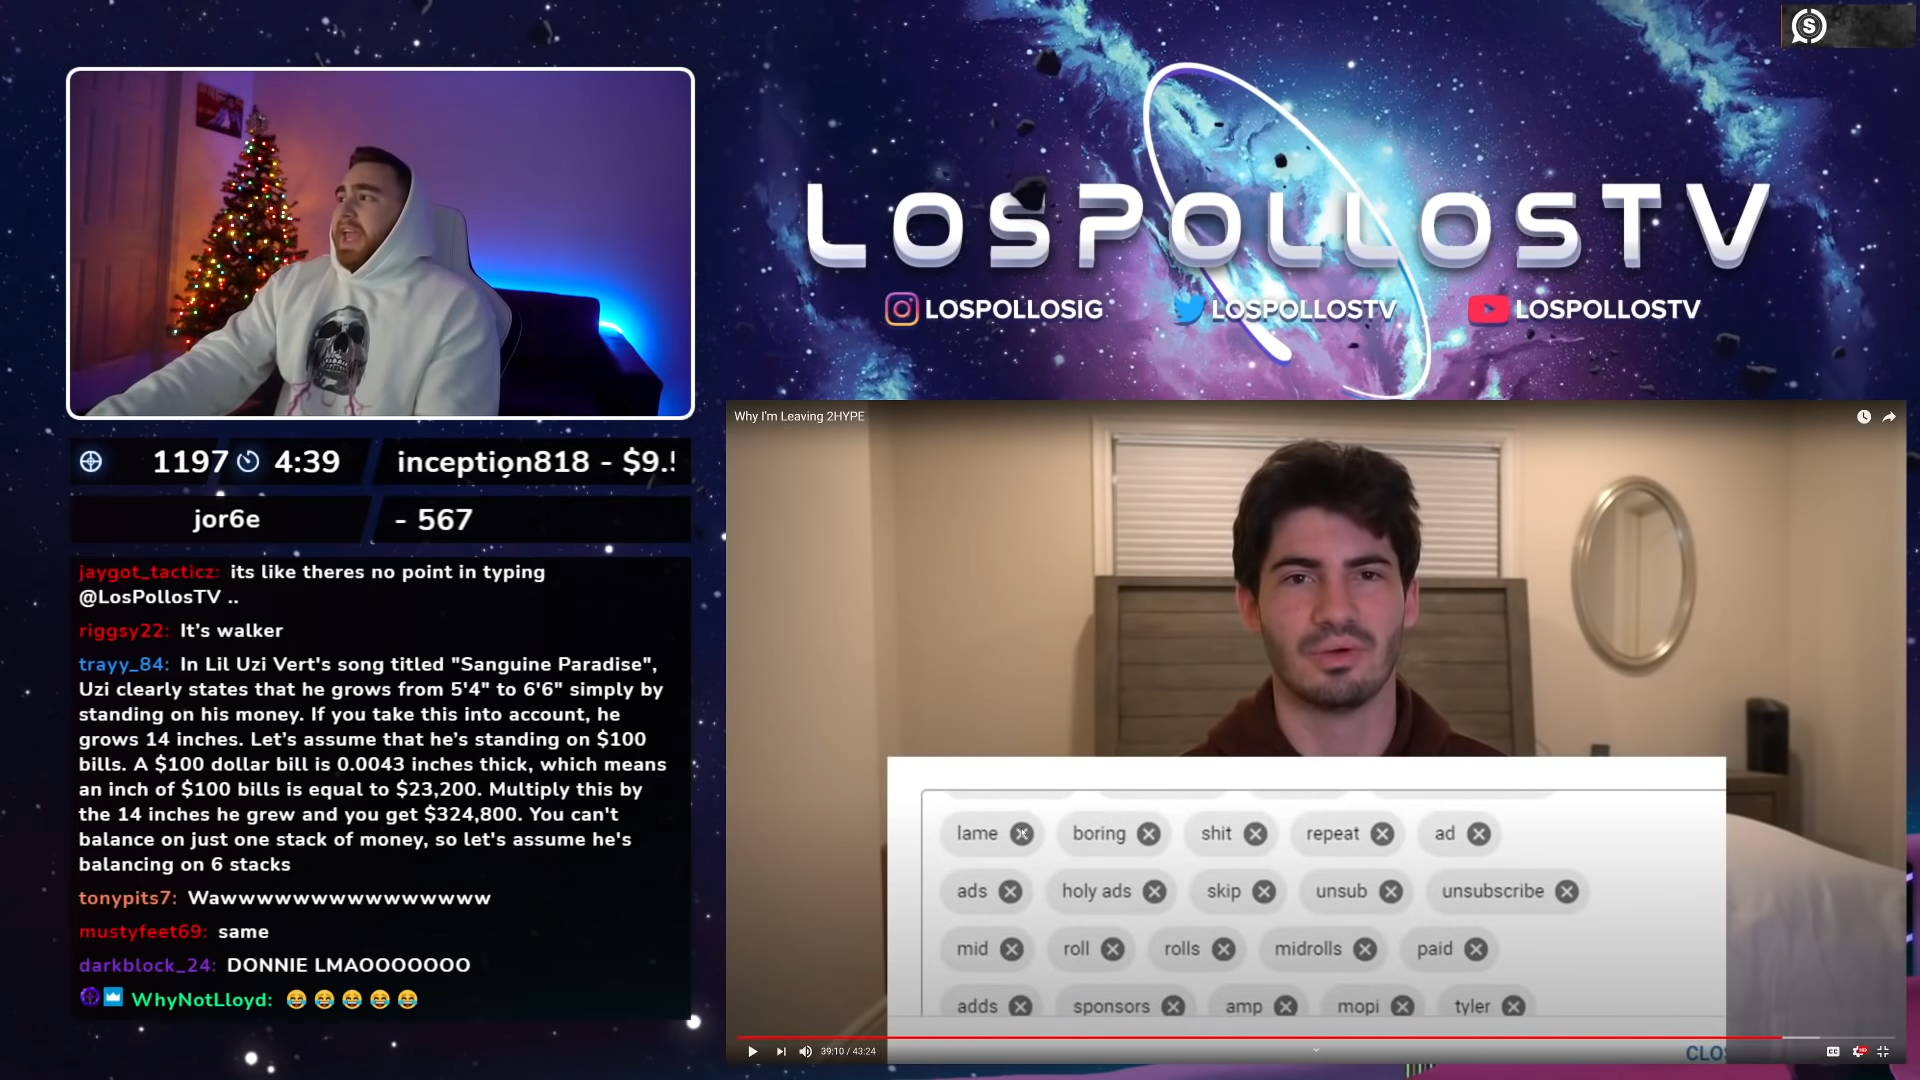 LOSPOLLOSTV
LOSPOLLOSIG
LOSPOLLOSTV
LOSPOLLOSTV
1197
4:39
inception818 - $9.5
jor6e
- 567
jaygot_tacticz: its like theres no point in typing
@LosPollosTV ..
riggsy22: It's walker
trayy_84: In Lil Uzi Vert's song titled "Sanguine Paradise",
Uzi clearly states that he grows from 5'4" to 6'6" simply by
standing on his money. If you take this into account, he
grows 14 inches. Let's assume that he's standing on $100
bills. A $100 dollar bill is 0.0043 inches thick, which means
an inch of $100 bills is equal to $23,200. Multiply this by
the 14 inches he grew and you get $324,800. You can't
balance on just one stack of money, so let's assume he's
balancing on 6 stacks
tonypits7: Wawwwwwwwwwwwwwww
mustyfeet69: same
darkblock_24: DONNIE LMAOOOOOOO
WhyNotLloyd: 😂 😂 😂 😂 😂
Why I'm Leaving 2HYPE
lame boring shit repeat ad
ads holy ads skip unsub unsubscribe
mid roll rolls midrolls paid
adds sponsors amp mopi tyler
CLOS
39:10 / 43:24